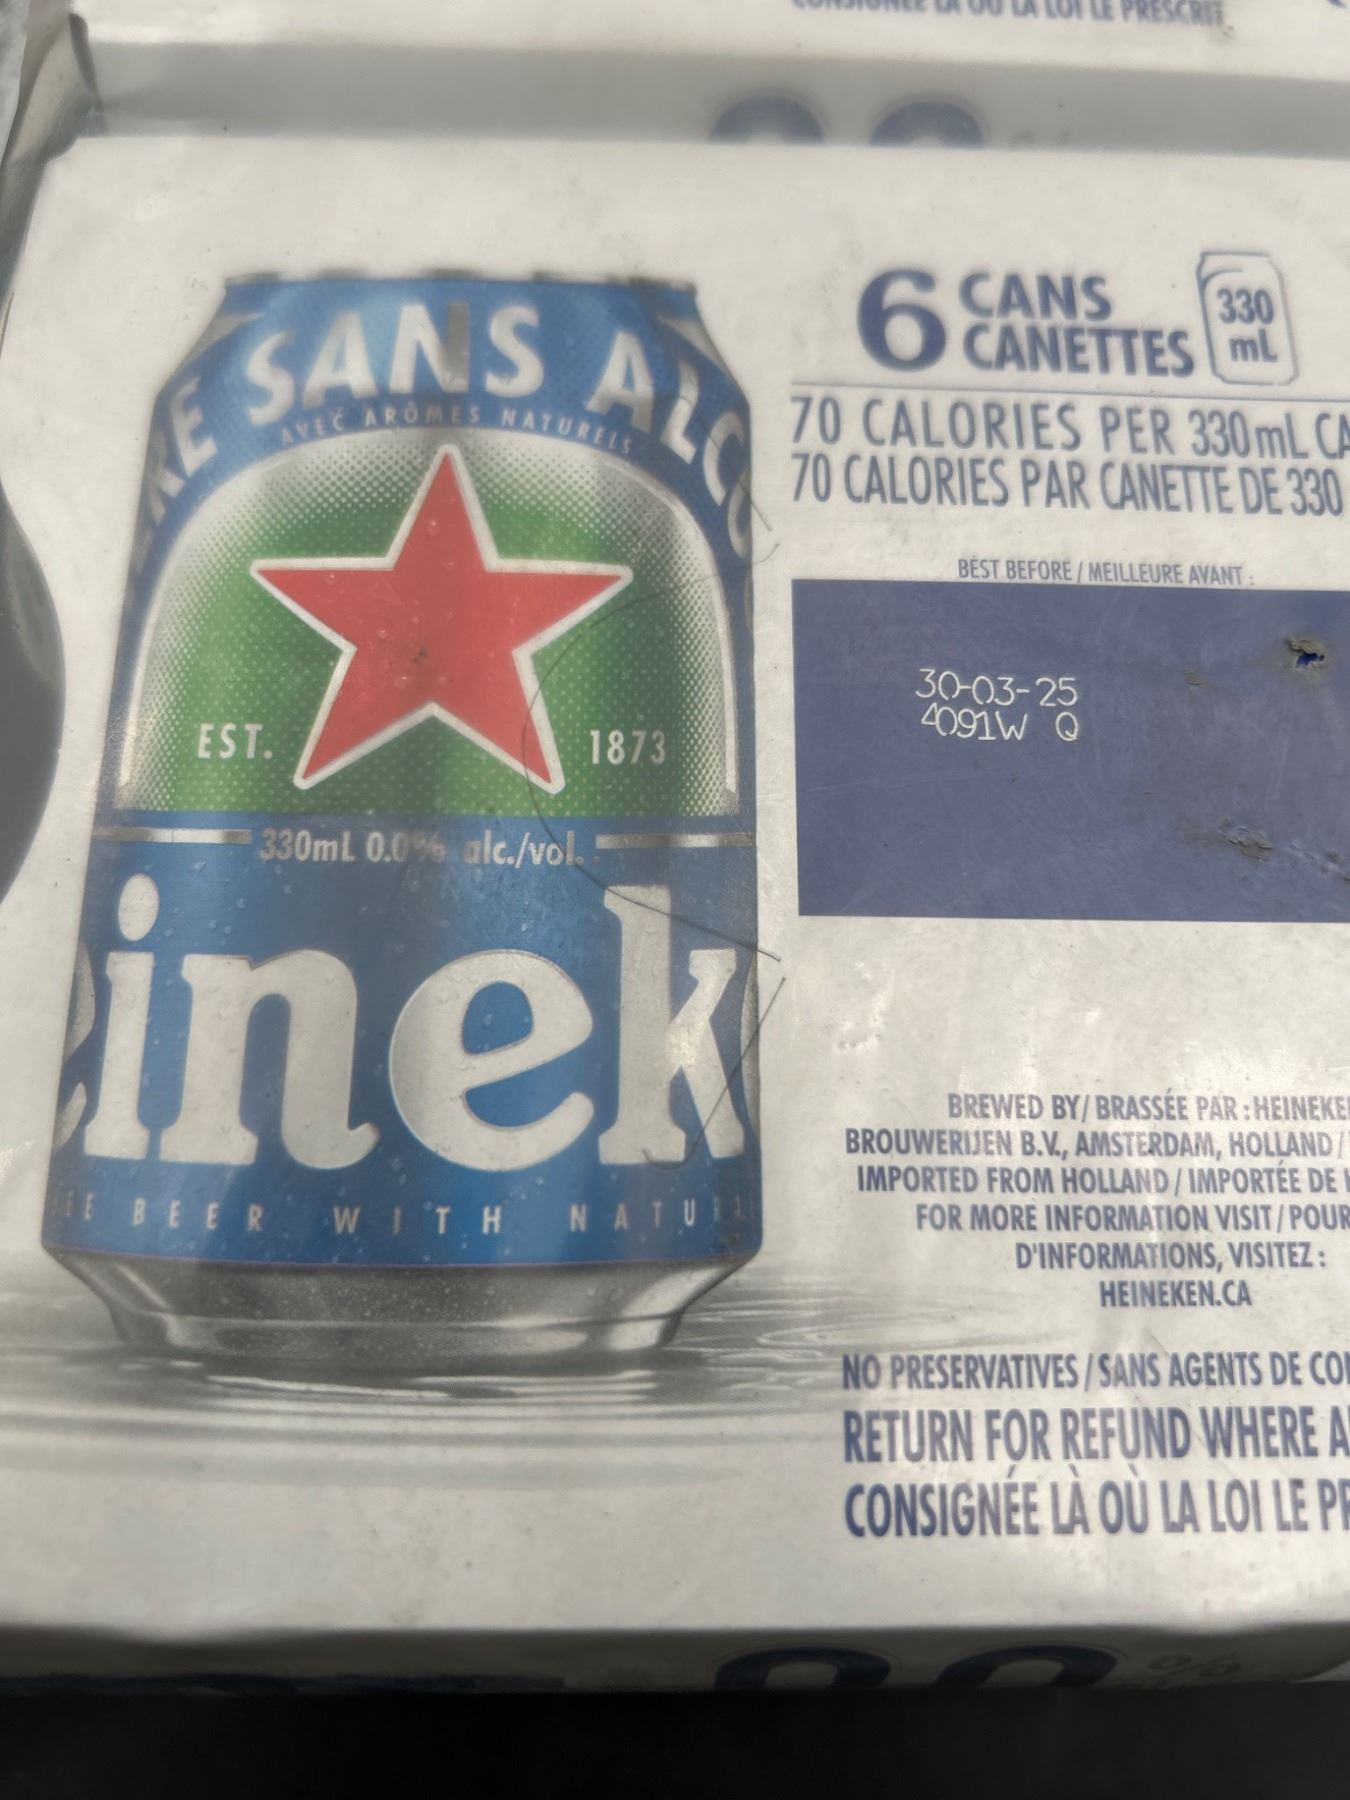 CONSIGNÉE LÀ OÙ LA LOI LE PRESCRIT.
SANS
AVEC ARÔMES NATURELS
EST. 1873
330mL 0.0% alc./vol.
inek
BEER WITH
6 CANS
CANETTES
330
mL
70 CALORIES PER 330mL CA
70 CALORIES PAR CANETTE DE 330
BEST BEFORE / MEILLEURE AVANT :
30-03-25
4091W Q
BREWED BY / BRASSÉE PAR : HEINEKE
BROUWERIJEN B.V., AMSTERDAM, HOLLAND /
IMPORTED FROM HOLLAND / IMPORTÉE DE
FOR MORE INFORMATION VISIT / POUR
D'INFORMATIONS, VISITEZ :
HEINEKEN.CA
NO PRESERVATIVES / SANS AGENTS DE CO
RETURN FOR REFUND WHERE A
CONSIGNÉE LÀ OÙ LA LOI LE PR